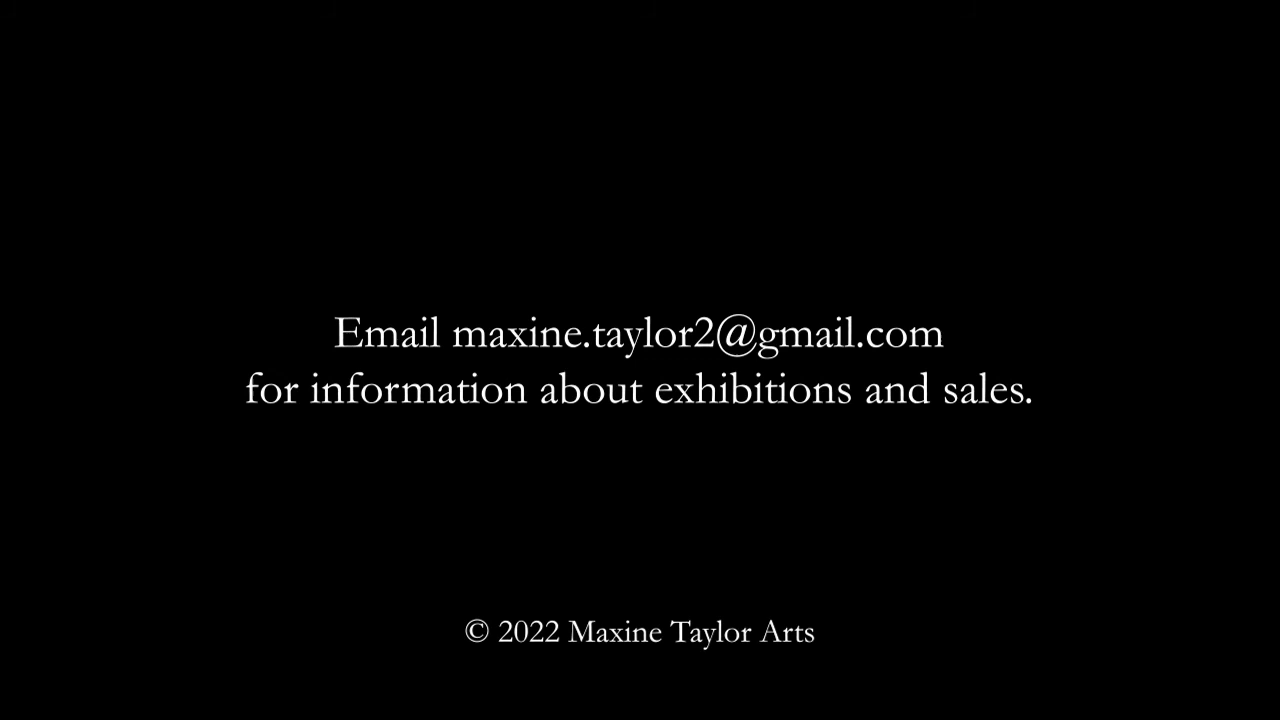 Email maxine.taylor2@gmail.com
for information about exhibitions and sales.
© 2022 Maxine Taylor Arts